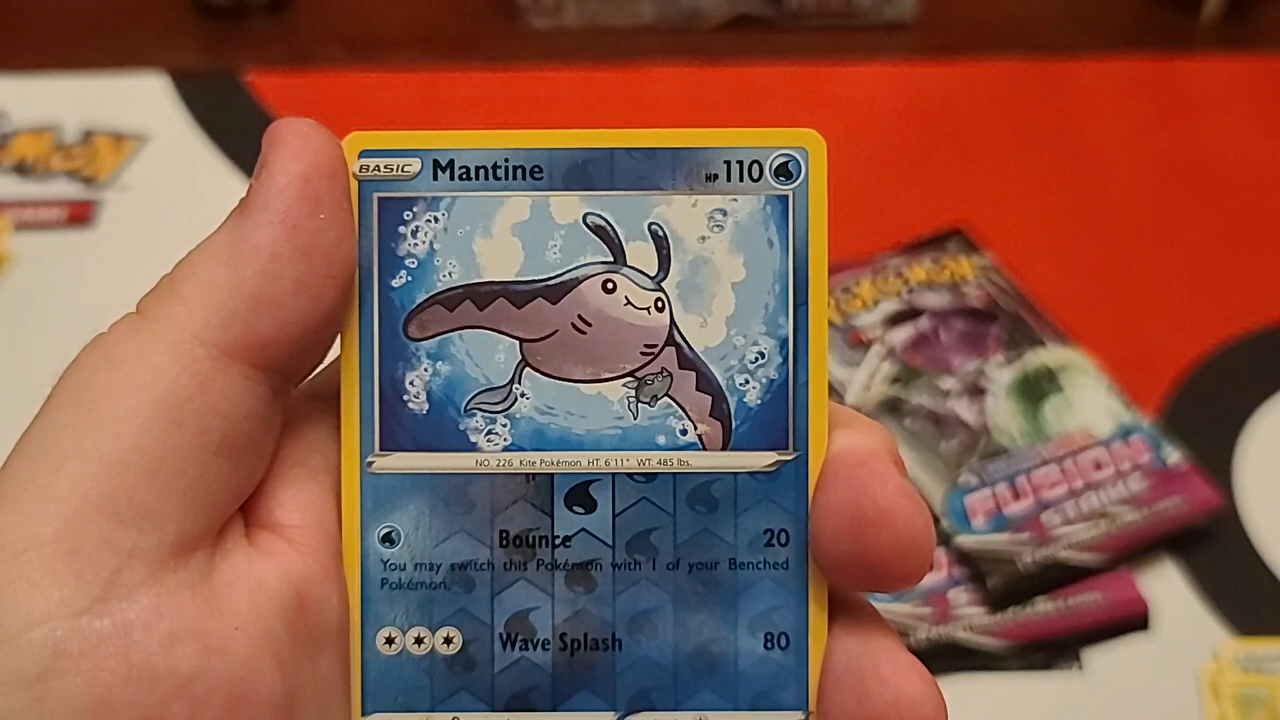 BASIC Mantine HP 110
NO. 226 Kite Pokémon HT: 6'11" WT: 485 lbs.
Bounce 20
You may switch this Pokémon with 1 of your Benched
Pokémon.
Wave Splash 80
POKÉMON
FUSION
STRIKE